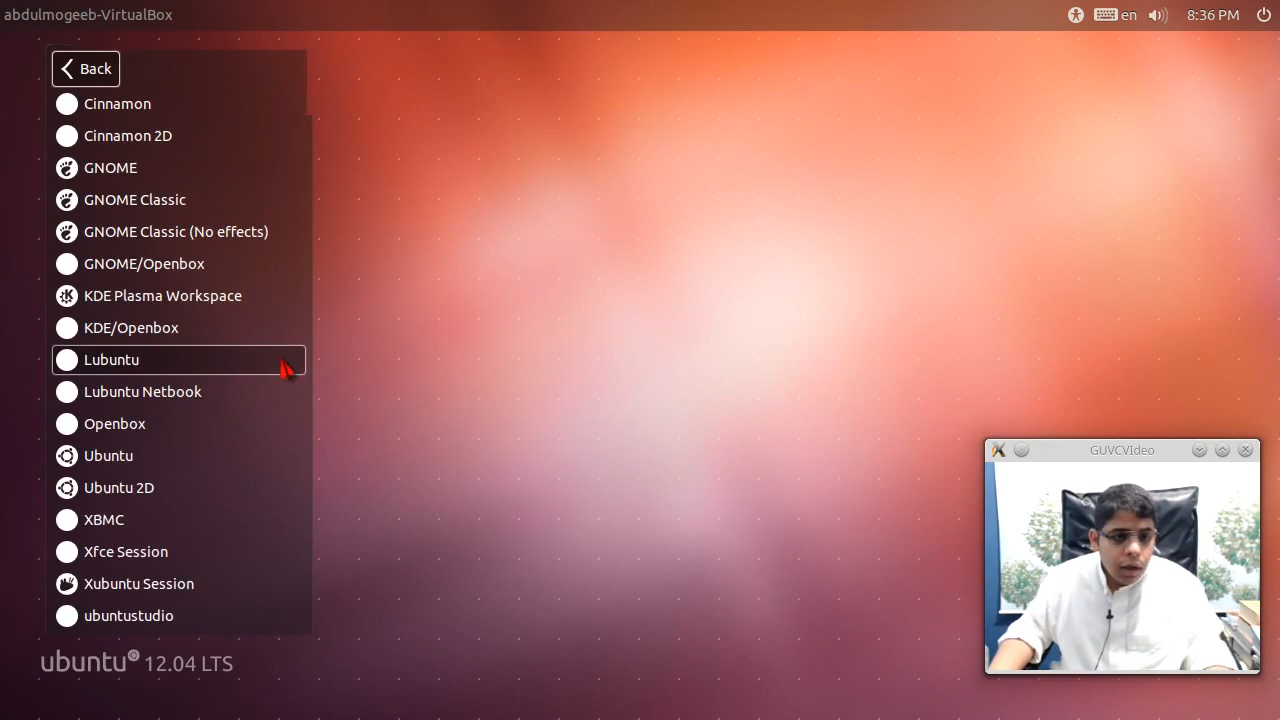 abdulmogeeb-VirtualBox
en
8:36 PM
Back
Cinnamon
Cinnamon 2D
GNOME
GNOME Classic
GNOME Classic (No effects)
GNOME/Openbox
KDE Plasma Workspace
KDE/Openbox
Lubuntu
Lubuntu Netbook
Openbox
Ubuntu
Ubuntu 2D
XBMC
Xfce Session
Xubuntu Session
ubuntustudio
ubuntu 12.04 LTS
GUVCVIdeo